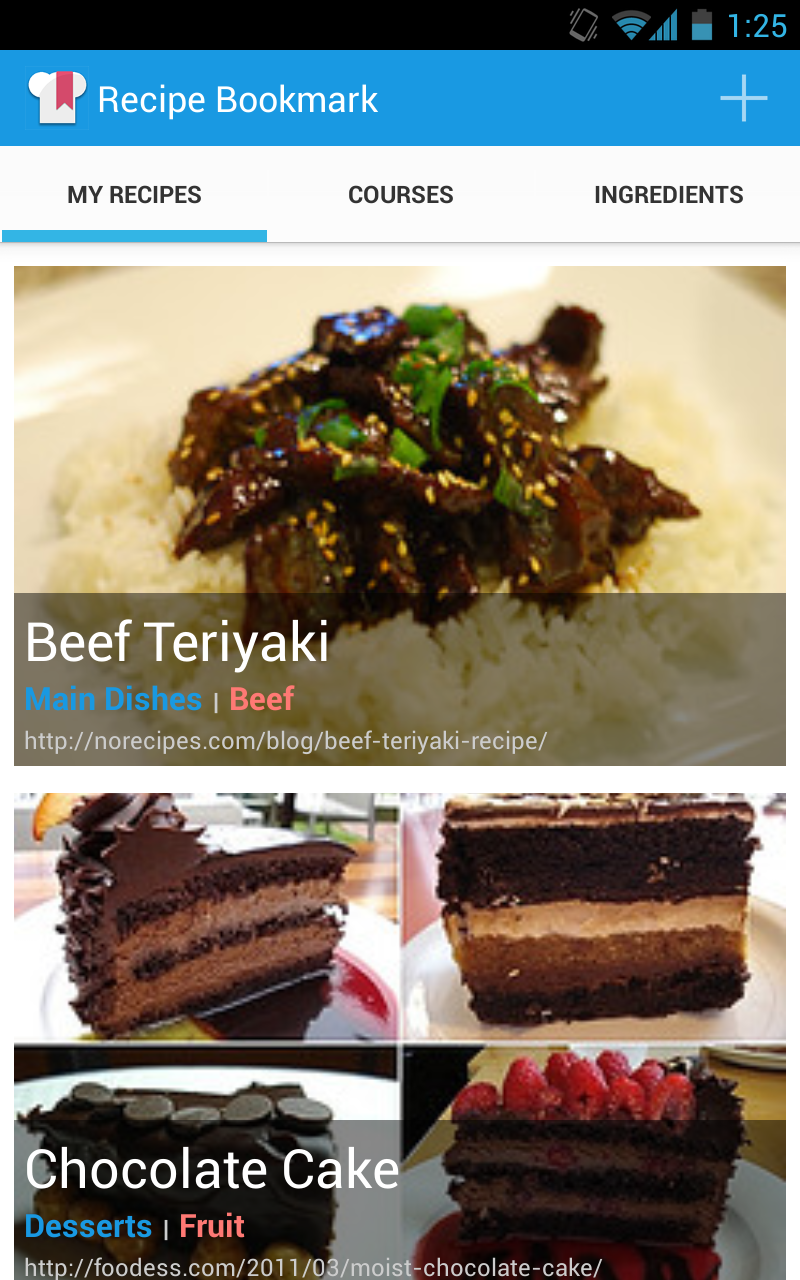 1:25
Recipe Bookmark
MY RECIPES
COURSES
INGREDIENTS
Beef Teriyaki
Main Dishes | Beef
http://norecipes.com/blog/beef-teriyaki-recipe/
Chocolate Cake
Desserts | Fruit
http://foodess.com/2011/03/moist-chocolate-cake/